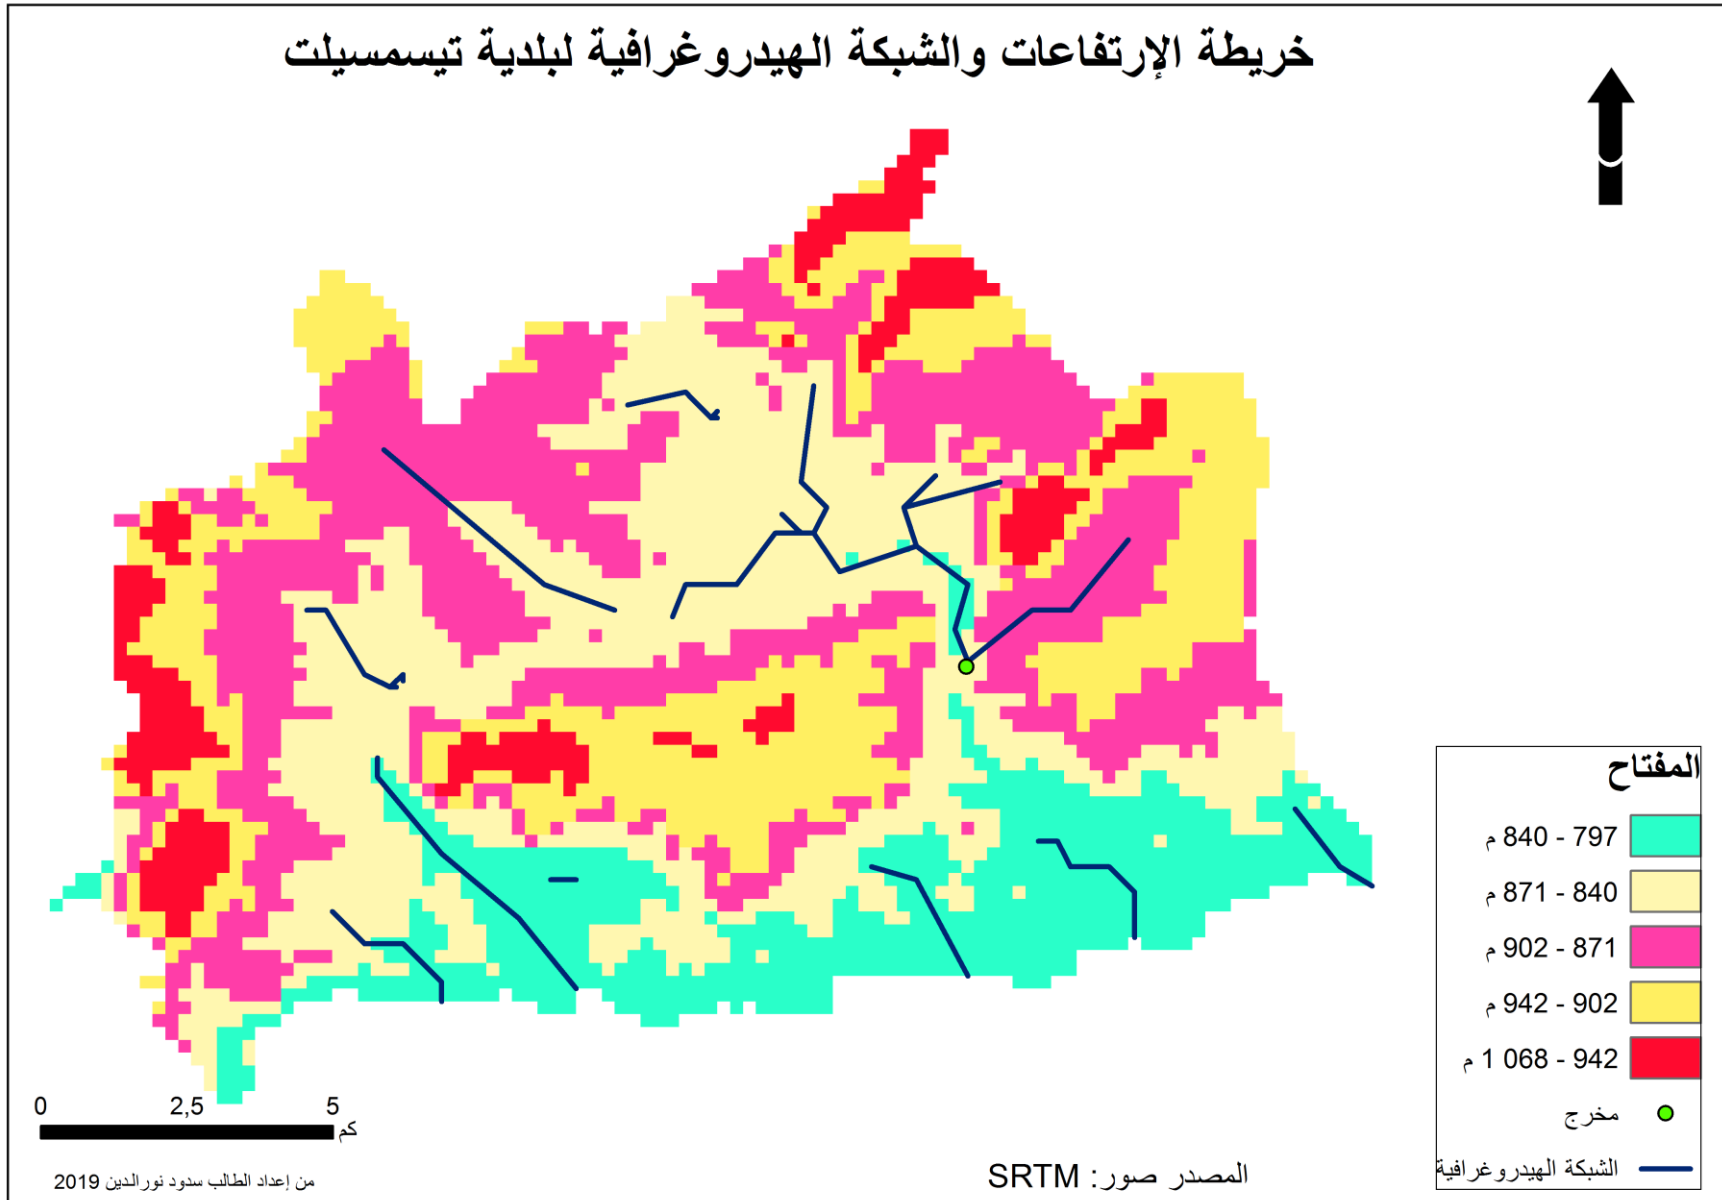 خريطة الإرتفاعات والشبكة الهيدروغرافية لبلدية تيسمسيلت
المفتاح
797 - 840 م
840 - 871 م
871 - 902 م
902 - 942 م
942 - 1 068 م
مخرج
الشبكة الهيدروغرافية
0 2,5 5
كم
المصدر صور: SRTM
من إعداد الطالب سدود نورالدين 2019